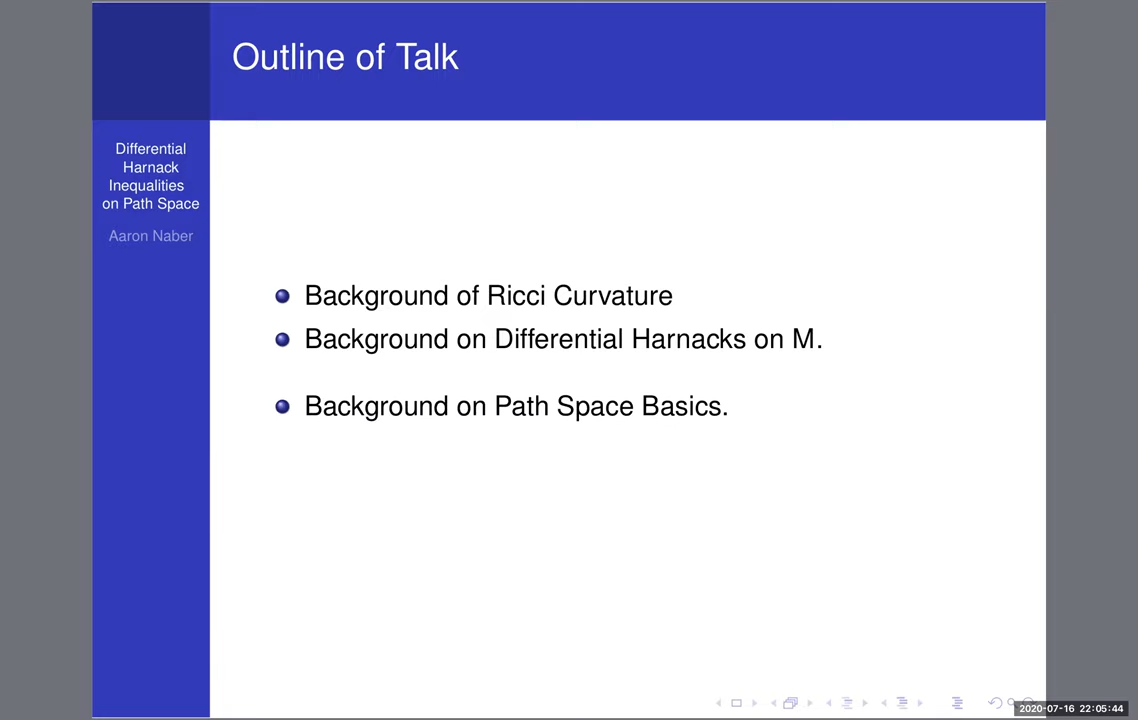 Outline of Talk
Differential
Harnack
Inequalities
on Path Space
Aaron Naber
Background of Ricci Curvature
Background on Differential Harnacks on M.
Background on Path Space Basics.
2020-07-16 22:05:44